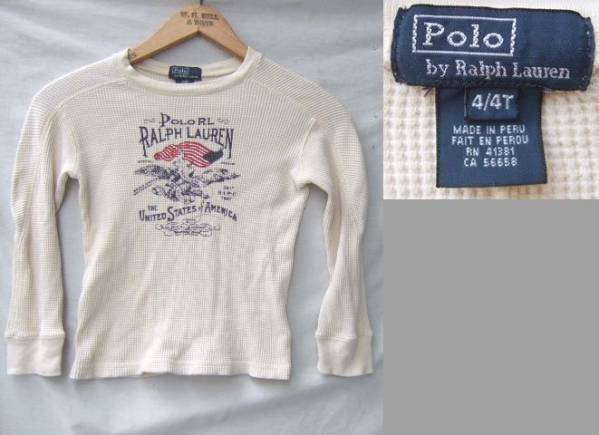 Polo
POLO RL
RALPH LAUREN
THE
UNITED STATES of AMERICA
Polo
by Ralph Lauren
4/4T
MADE IN PERU
FAIT EN PEROU
RN 41381
CA 56658